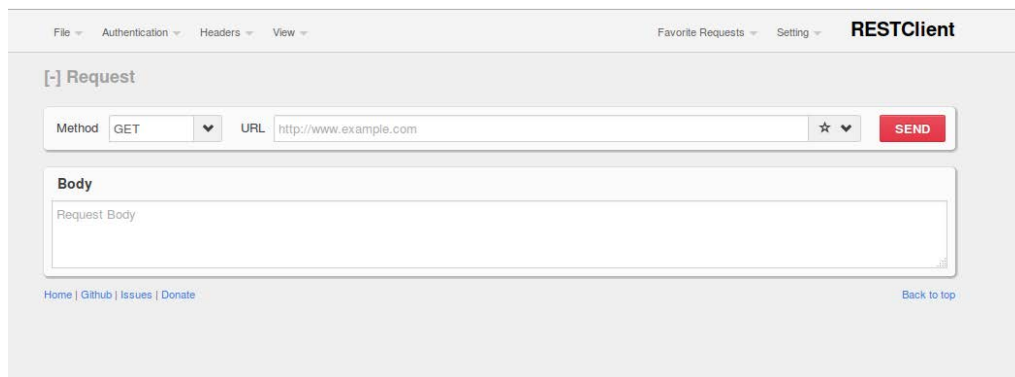 File Authentication Headers View Favorite Requests Setting RESTClient
[-] Request
Method GET URL http://www.example.com SEND
Body
Request Body
Home | Github | Issues | Donate Back to top